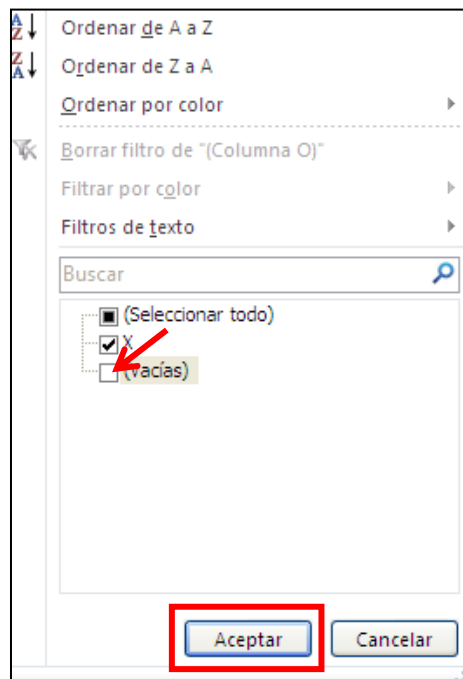 Ordenar de A a Z
Ordenar de Z a A
Ordenar por color
Borrar filtro de "(Columna O)"
Filtrar por color
Filtros de texto
Buscar
(Seleccionar todo)
X
(Vacías)
Aceptar Cancelar